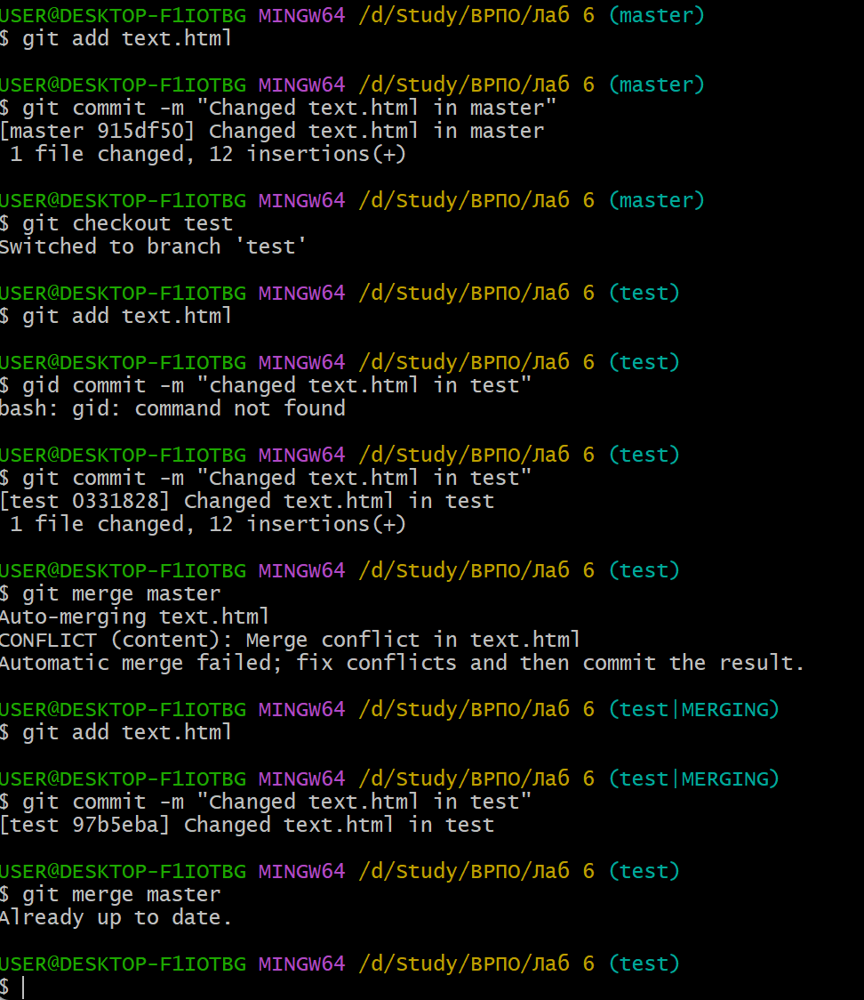 USER@DESKTOP-F1IOTBG MINGW64 /d/Study/ВРПО/Лаб 6 (master)
$ git add text.html
USER@DESKTOP-F1IOTBG MINGW64 /d/Study/ВРПО/Лаб 6 (master)
$ git commit -m "Changed text.html in master"
[master 915df50] Changed text.html in master
1 file changed, 12 insertions(+)
USER@DESKTOP-F1IOTBG MINGW64 /d/Study/ВРПО/Лаб 6 (master)
$ git checkout test
Switched to branch 'test'
USER@DESKTOP-F1IOTBG MINGW64 /d/Study/ВРПО/Лаб 6 (test)
$ git add text.html
USER@DESKTOP-F1IOTBG MINGW64 /d/Study/ВРПО/Лаб 6 (test)
$ gid commit -m "changed text.html in test"
bash: gid: command not found
USER@DESKTOP-F1IOTBG MINGW64 /d/Study/ВРПО/Лаб 6 (test)
$ git commit -m "Changed text.html in test"
[test 0331828] Changed text.html in test
1 file changed, 12 insertions(+)
USER@DESKTOP-F1IOTBG MINGW64 /d/Study/ВРПО/Лаб 6 (test)
$ git merge master
Auto-merging text.html
CONFLICT (content): Merge conflict in text.html
Automatic merge failed; fix conflicts and then commit the result.
USER@DESKTOP-F1IOTBG MINGW64 /d/Study/ВРПО/Лаб 6 (test|MERGING)
$ git add text.html
USER@DESKTOP-F1IOTBG MINGW64 /d/Study/ВРПО/Лаб 6 (test|MERGING)
$ git commit -m "Changed text.html in test"
[test 97b5eba] Changed text.html in test
USER@DESKTOP-F1IOTBG MINGW64 /d/Study/ВРПО/Лаб 6 (test)
$ git merge master
Already up to date.
USER@DESKTOP-F1IOTBG MINGW64 /d/Study/ВРПО/Лаб 6 (test)
$